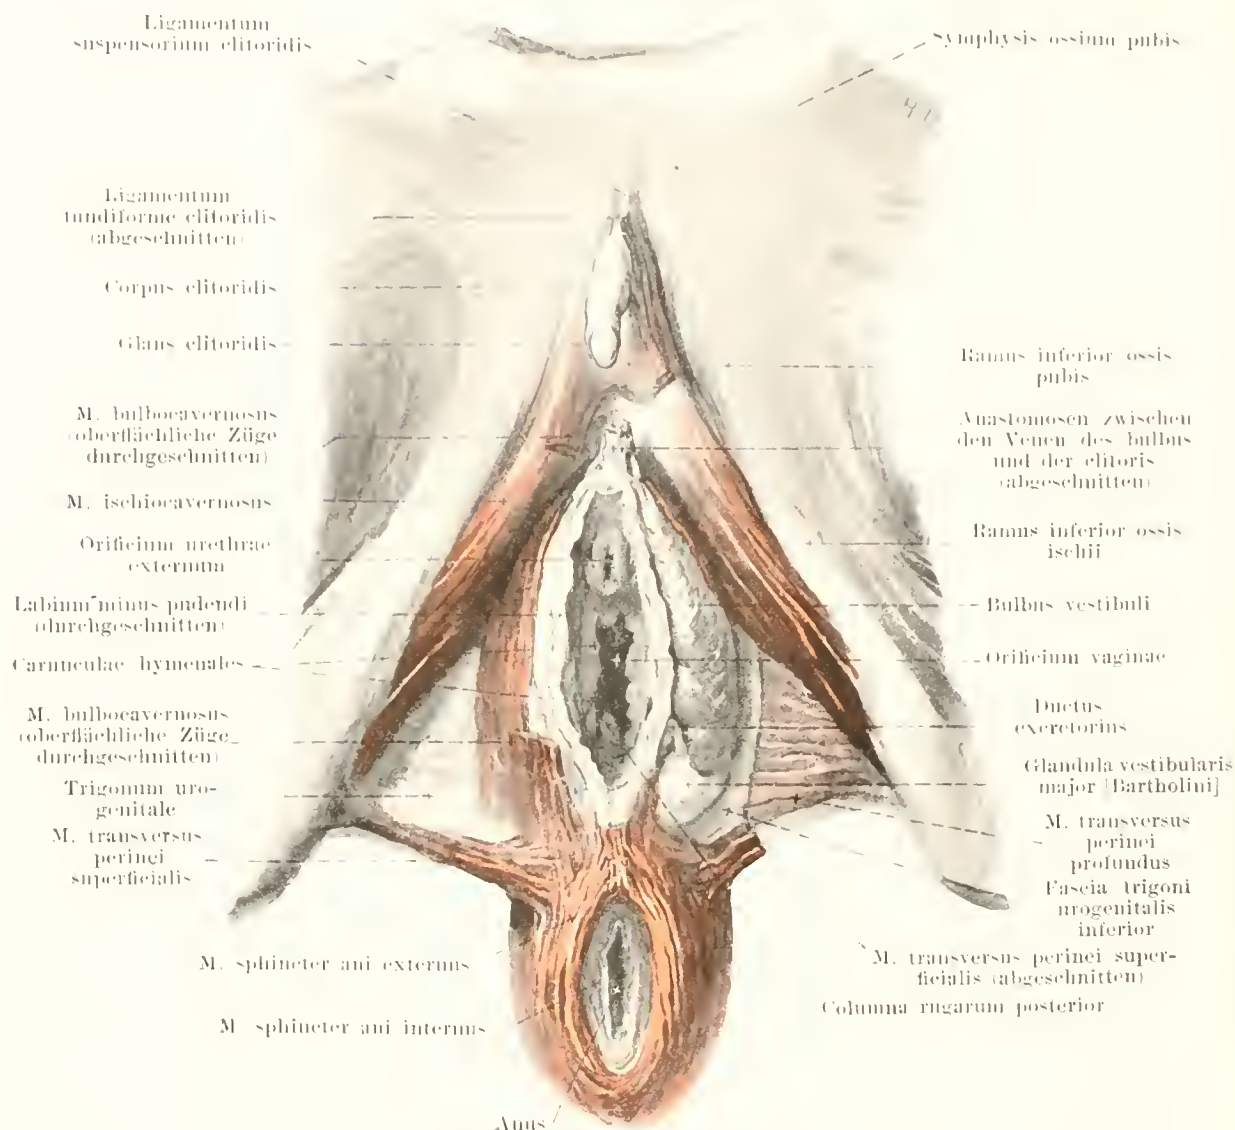 Ligamentum
suspensorium clitoridis
Ligamentum
fundiforme clitoridis
(abgeschnitten)
Corpus clitoridis
Glans clitoridis
M. bulbocavernosus
(oberflächliche Züge
durchgeschnitten)
M. ischiocavernosus
Orificium urethrae
externum
Labium minus pudendi
(durchgeschnitten)
Carunculae hymenales
M. bulbocavernosus
(oberflächliche Züge
durchgeschnitten)
Trigonum uro-
genitale
M. transversus
perinei
superficialis
M. sphincter ani externus
M. sphincter ani internus
Anus
Symphysis ossium pubis
Ramus inferior ossis
pubis
Anastomosen zwischen
den Venen des bulbus
und der clitoris
(abgeschnitten)
Ramus inferior ossis
ischii
Bulbus vestibuli
Orificium vaginae
Ductus
excretorius
Glandula vestibularis
major [Bartholini]
M. transversus
perinei
profundus
Fascia trigoni
urogenitalis
inferior
M. transversus perinei super-
ficialis (abgeschnitten)
Columna rugarum posterior